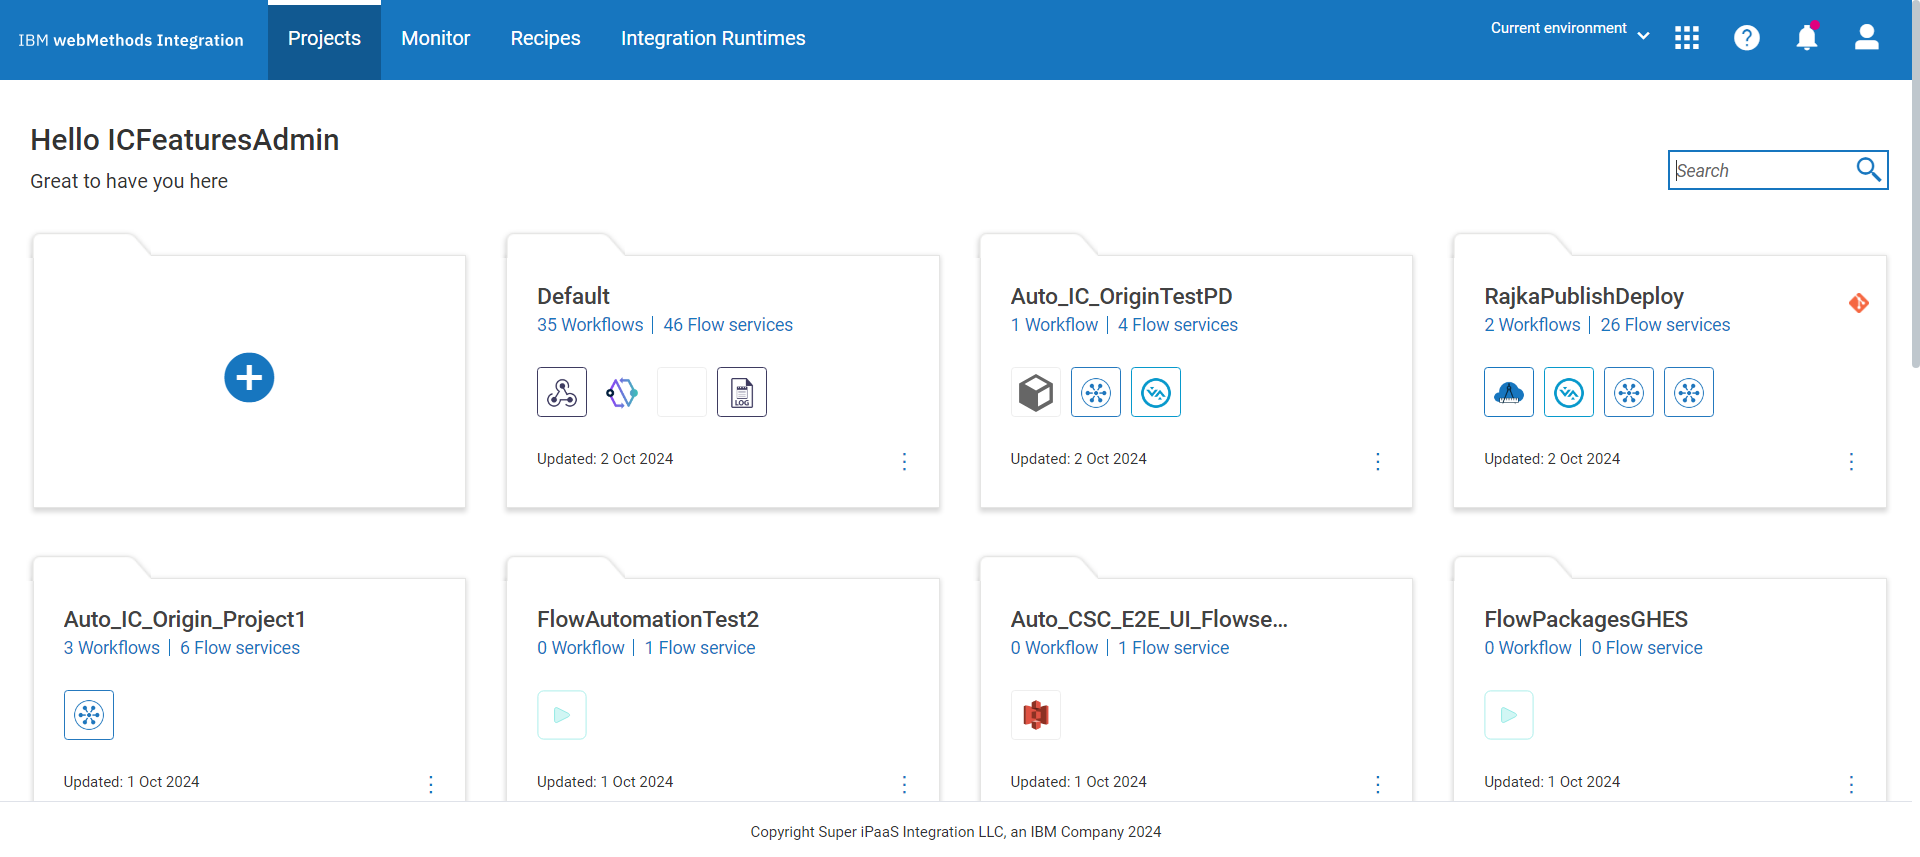 IBM webMethods Integration
Projects
Monitor
Recipes
Integration Runtimes
Current environment
Hello ICFeaturesAdmin
Great to have you here
Search
Default
35 Workflows | 46 Flow services
LOG
Updated: 2 Oct 2024
Auto_IC_OriginTestPD
1 Workflow | 4 Flow services
Updated: 2 Oct 2024
RajkaPublishDeploy
2 Workflows | 26 Flow services
Updated: 2 Oct 2024
Auto_IC_Origin_Project1
3 Workflows | 6 Flow services
Updated: 1 Oct 2024
FlowAutomationTest2
0 Workflow | 1 Flow service
Updated: 1 Oct 2024
Auto_CSC_E2E_UI_Flowse...
0 Workflow | 1 Flow service
Updated: 1 Oct 2024
FlowPackagesGHES
0 Workflow | 0 Flow service
Updated: 1 Oct 2024
Copyright Super iPaaS Integration LLC, an IBM Company 2024